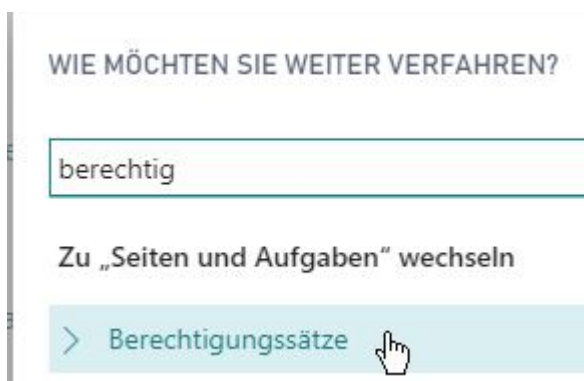 WIE MÖCHTEN SIE WEITER VERFAHREN?
berechtig
Zu „Seiten und Aufgaben“ wechseln
Berechtigungssätze